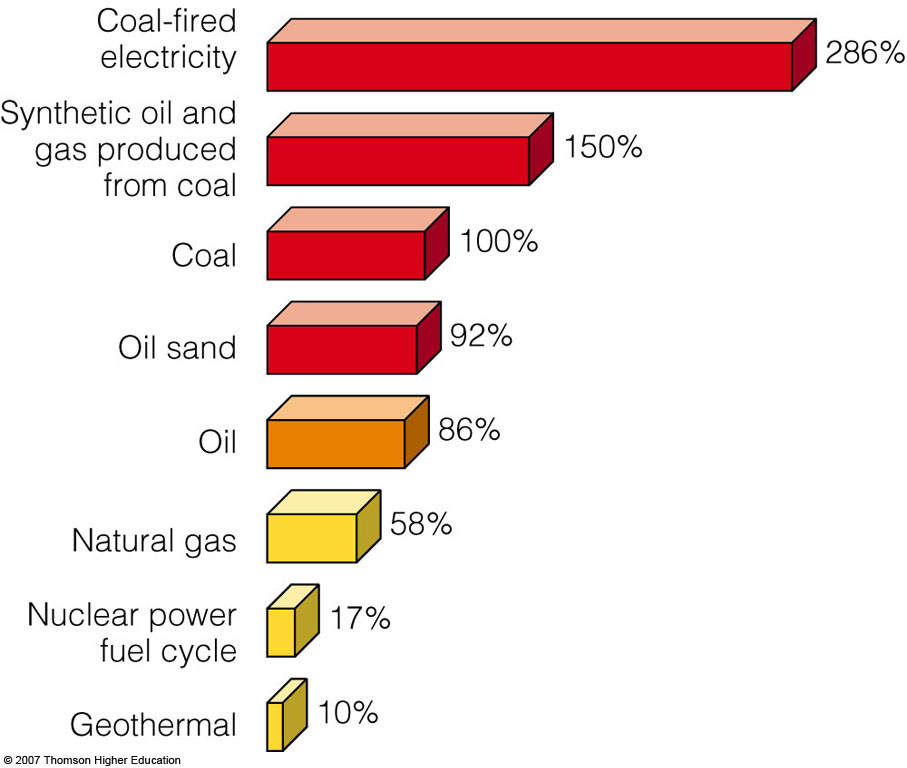 Coal-fired
electricity
286%
Synthetic oil and
gas produced
from coal
150%
Coal
100%
Oil sand
92%
Oil
86%
Natural gas
58%
Nuclear power
fuel cycle
17%
Geothermal
10%
© 2007 Thomson Higher Education